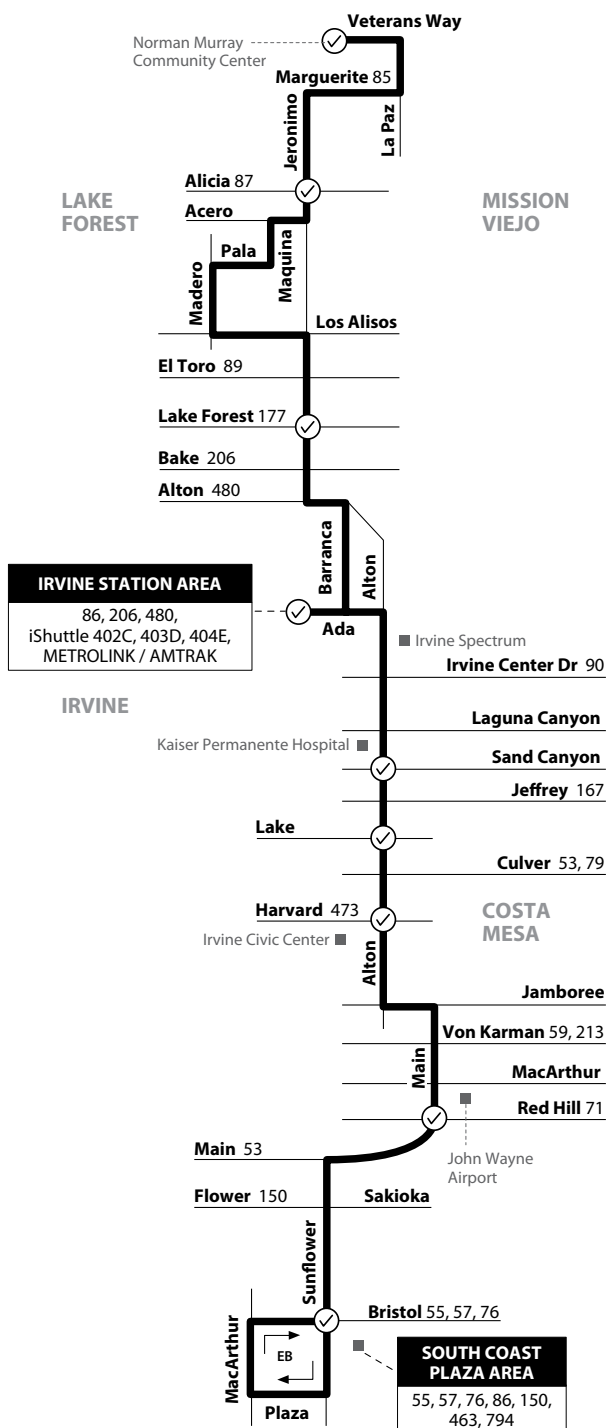 Veterans Way
Norman Murray
Community Center
Marguerite 85
Jeronimo
La Paz
Alicia 87
LAKE
FOREST
MISSION
VIEJO
Acero
Pala
Maquina
Madero
Los Alisos
El Toro 89
Lake Forest 177
Bake 206
Alton 480
Barranca
Alton
IRVINE STATION AREA
86, 206, 480,
iShuttle 402C, 403D, 404E,
METROLINK / AMTRAK
Ada
Irvine Spectrum
Irvine Center Dr 90
IRVINE
Laguna Canyon
Kaiser Permanente Hospital
Sand Canyon
Jeffrey 167
Lake
Culver 53, 79
Harvard 473
COSTA
MESA
Irvine Civic Center
Alton
Jamboree
Von Karman 59, 213
Main
MacArthur
Red Hill 71
Main 53
John Wayne
Airport
Flower 150
Sakioka
Sunflower
Bristol 55, 57, 76
MacArthur
EB
SOUTH COAST
PLAZA AREA
55, 57, 76, 86, 150,
463, 794
Plaza